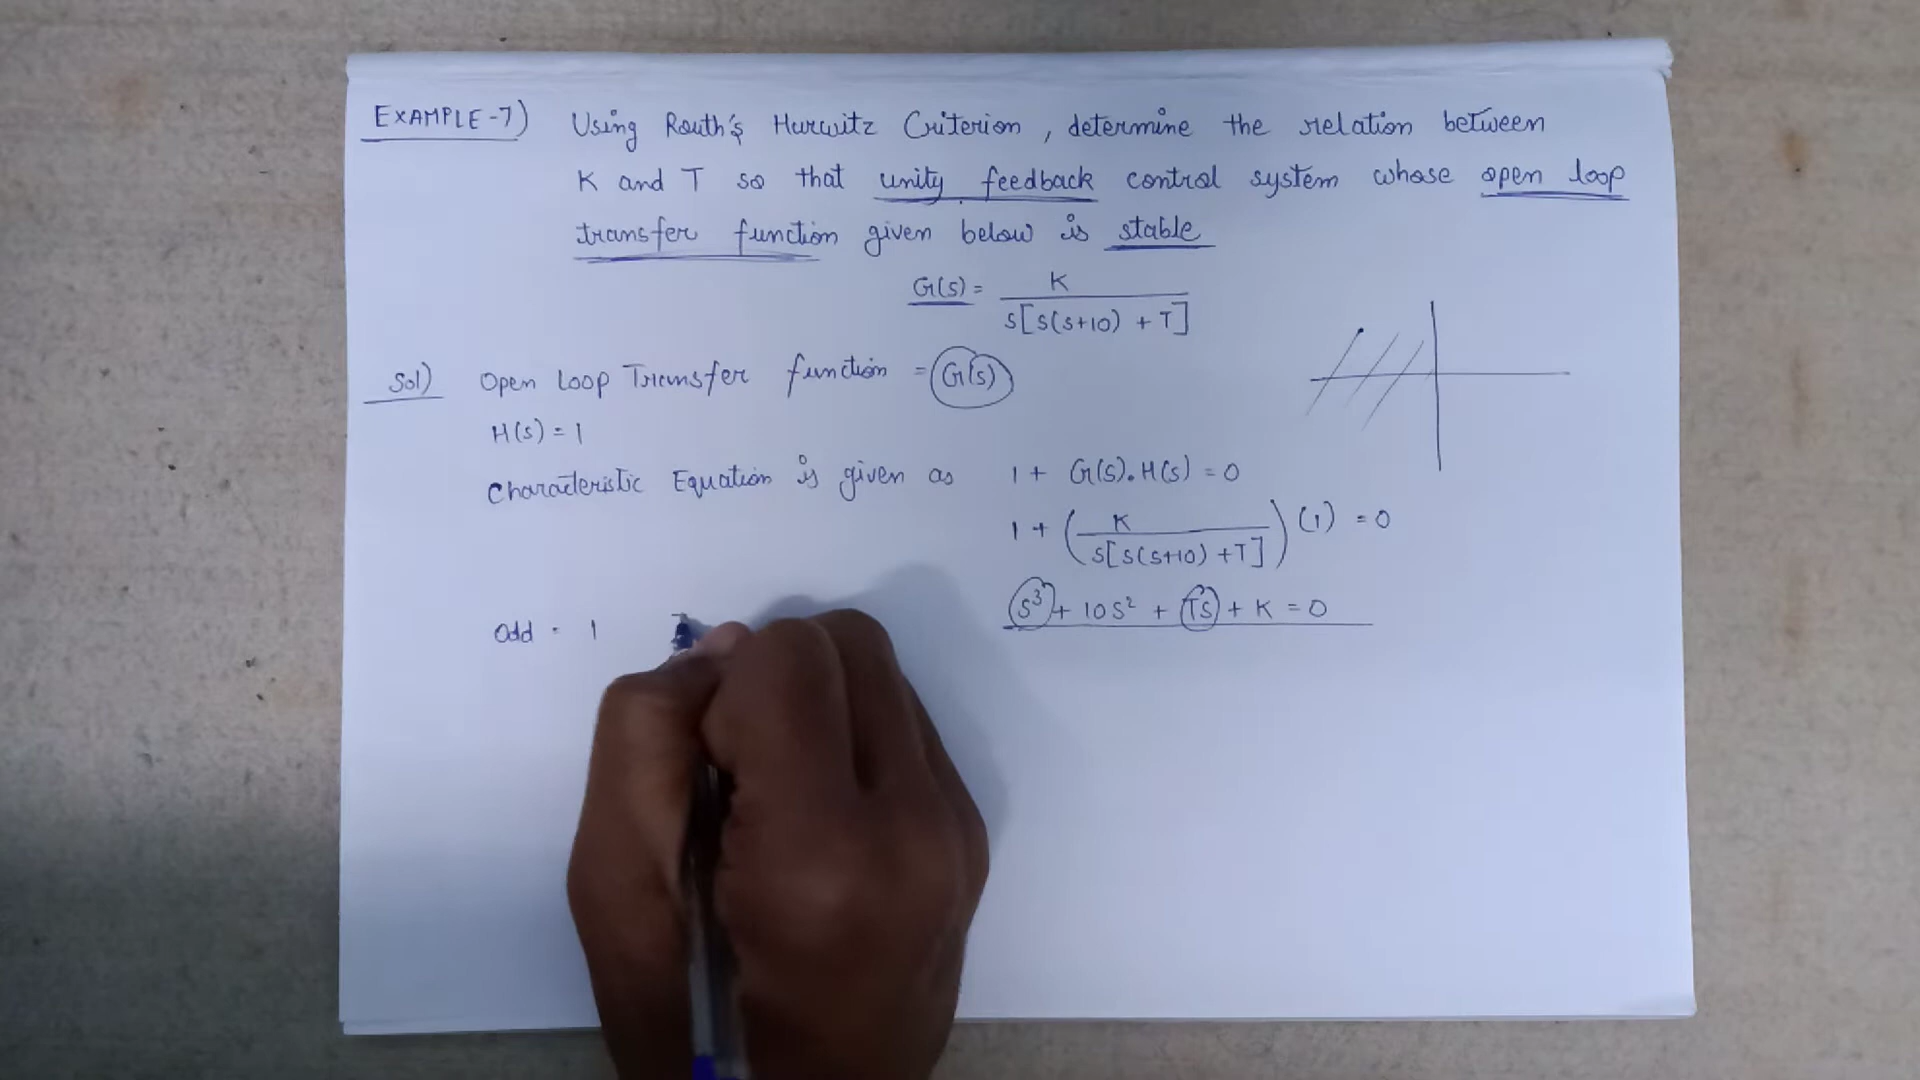 EXAMPLE-7) Using Routh's Hurwitz Criterion, determine the relation between
K and T so that unity feedback control system whose open loop
transfer function given below is stable
G(s) = K / s[s(s+10) + T]
Sol) Open Loop Transfer function = G(s)
H(s) = 1
Characteristic Equation is given as 1 + G(s).H(s) = 0
1 + (K / s[s(s+10) + T]) (1) = 0
s³ + 10s² + Ts + K = 0
Odd - 1 T